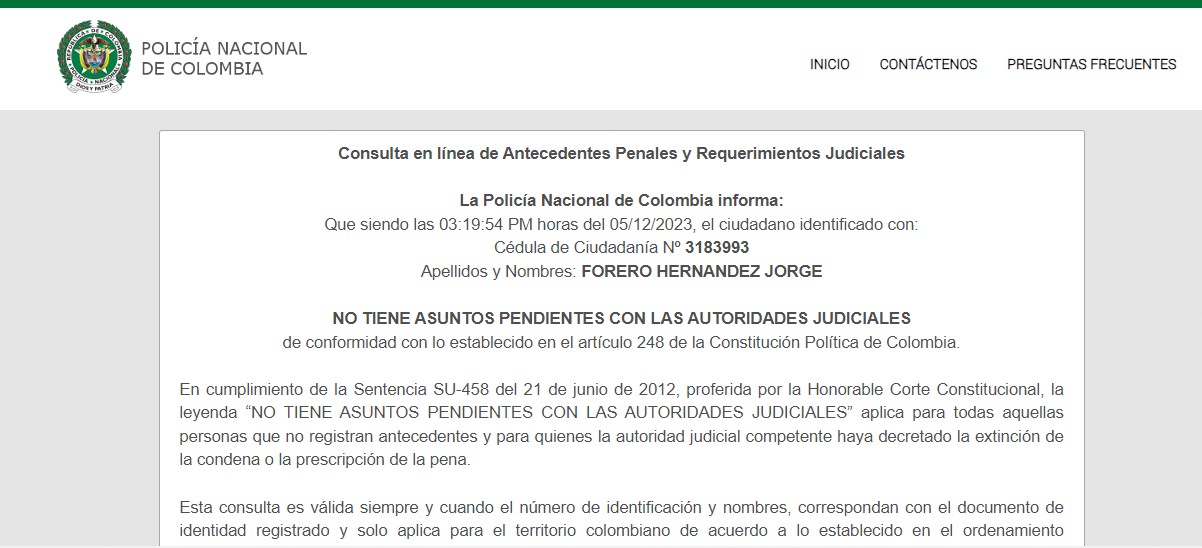 REPUBLICA DE COLOMBIA
POLICIA NACIONAL
DIOS Y PATRIA
POLICÍA NACIONAL
DE COLOMBIA
INICIO
CONTÁCTENOS
PREGUNTAS FRECUENTES
Consulta en línea de Antecedentes Penales y Requerimientos Judiciales
La Policía Nacional de Colombia informa:
Que siendo las 03:19:54 PM horas del 05/12/2023, el ciudadano identificado con:
Cédula de Ciudadanía Nº 3183993
Apellidos y Nombres: FORERO HERNANDEZ JORGE
NO TIENE ASUNTOS PENDIENTES CON LAS AUTORIDADES JUDICIALES
de conformidad con lo establecido en el artículo 248 de la Constitución Política de Colombia.
En cumplimiento de la Sentencia SU-458 del 21 de junio de 2012, proferida por la Honorable Corte Constitucional, la
leyenda “NO TIENE ASUNTOS PENDIENTES CON LAS AUTORIDADES JUDICIALES” aplica para todas aquellas
personas que no registran antecedentes y para quienes la autoridad judicial competente haya decretado la extinción de
la condena o la prescripción de la pena.
Esta consulta es válida siempre y cuando el número de identificación y nombres, correspondan con el documento de
identidad registrado y solo aplica para el territorio colombiano de acuerdo a lo establecido en el ordenamiento